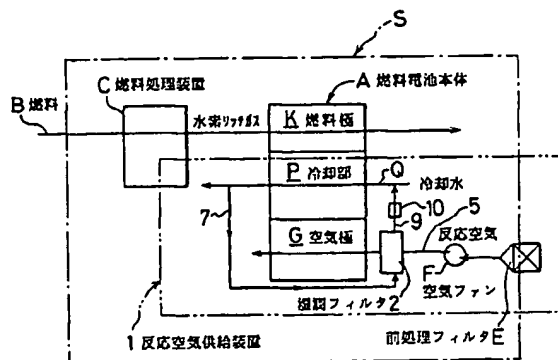 S
A 燃料電池本体
C 燃料処理装置
B 燃料
水素リッチガス
K 燃料極
P 冷却部
Q
冷却水
7
10
9
5
G 空気極
反応空気
F
空気ファン
湿潤フィルタ2
前処理フィルタE
1 反応空気供給装置